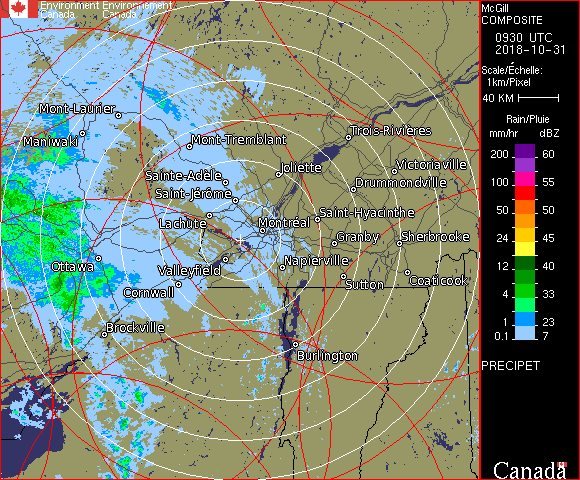 Environment Environnement
Canada Canada
McGill
COMPOSITE
0930 UTC
2018-10-31
Scale/Échelle:
1km/Pixel
40 KM
Rain/Pluie
mm/hr dBZ
200 60
100 55
50 50
24 45
12 40
4 33
1 23
0.1 7
PRECIPET
Canada
Mont-Laurier
Maniwaki
Mont-Tremblant
Trois-Rivières
Joliette
Victoriaville
Sainte-Adèle
Drummondville
Saint-Jérôme
Lachute
Montréal
Saint-Hyacinthe
Granby
Sherbrooke
Ottawa
Valleyfield
Napierville
Cornwall
Sutton
Coaticook
Brockville
Burlington